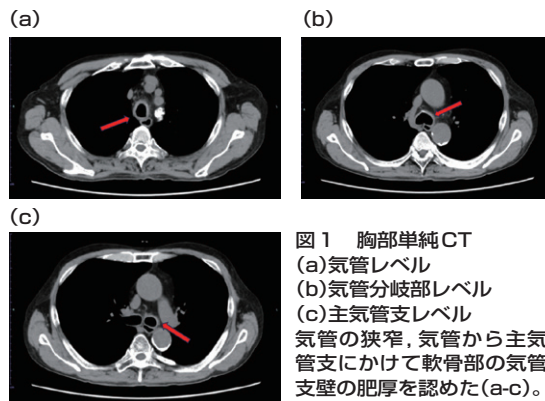 (a)
(b)
(c)
図1 胸部単純CT
(a)気管レベル
(b)気管分岐部レベル
(c)主気管支レベル
気管の狭窄，気管から主気
管支にかけて軟骨部の気管
支壁の肥厚を認めた(a-c)。